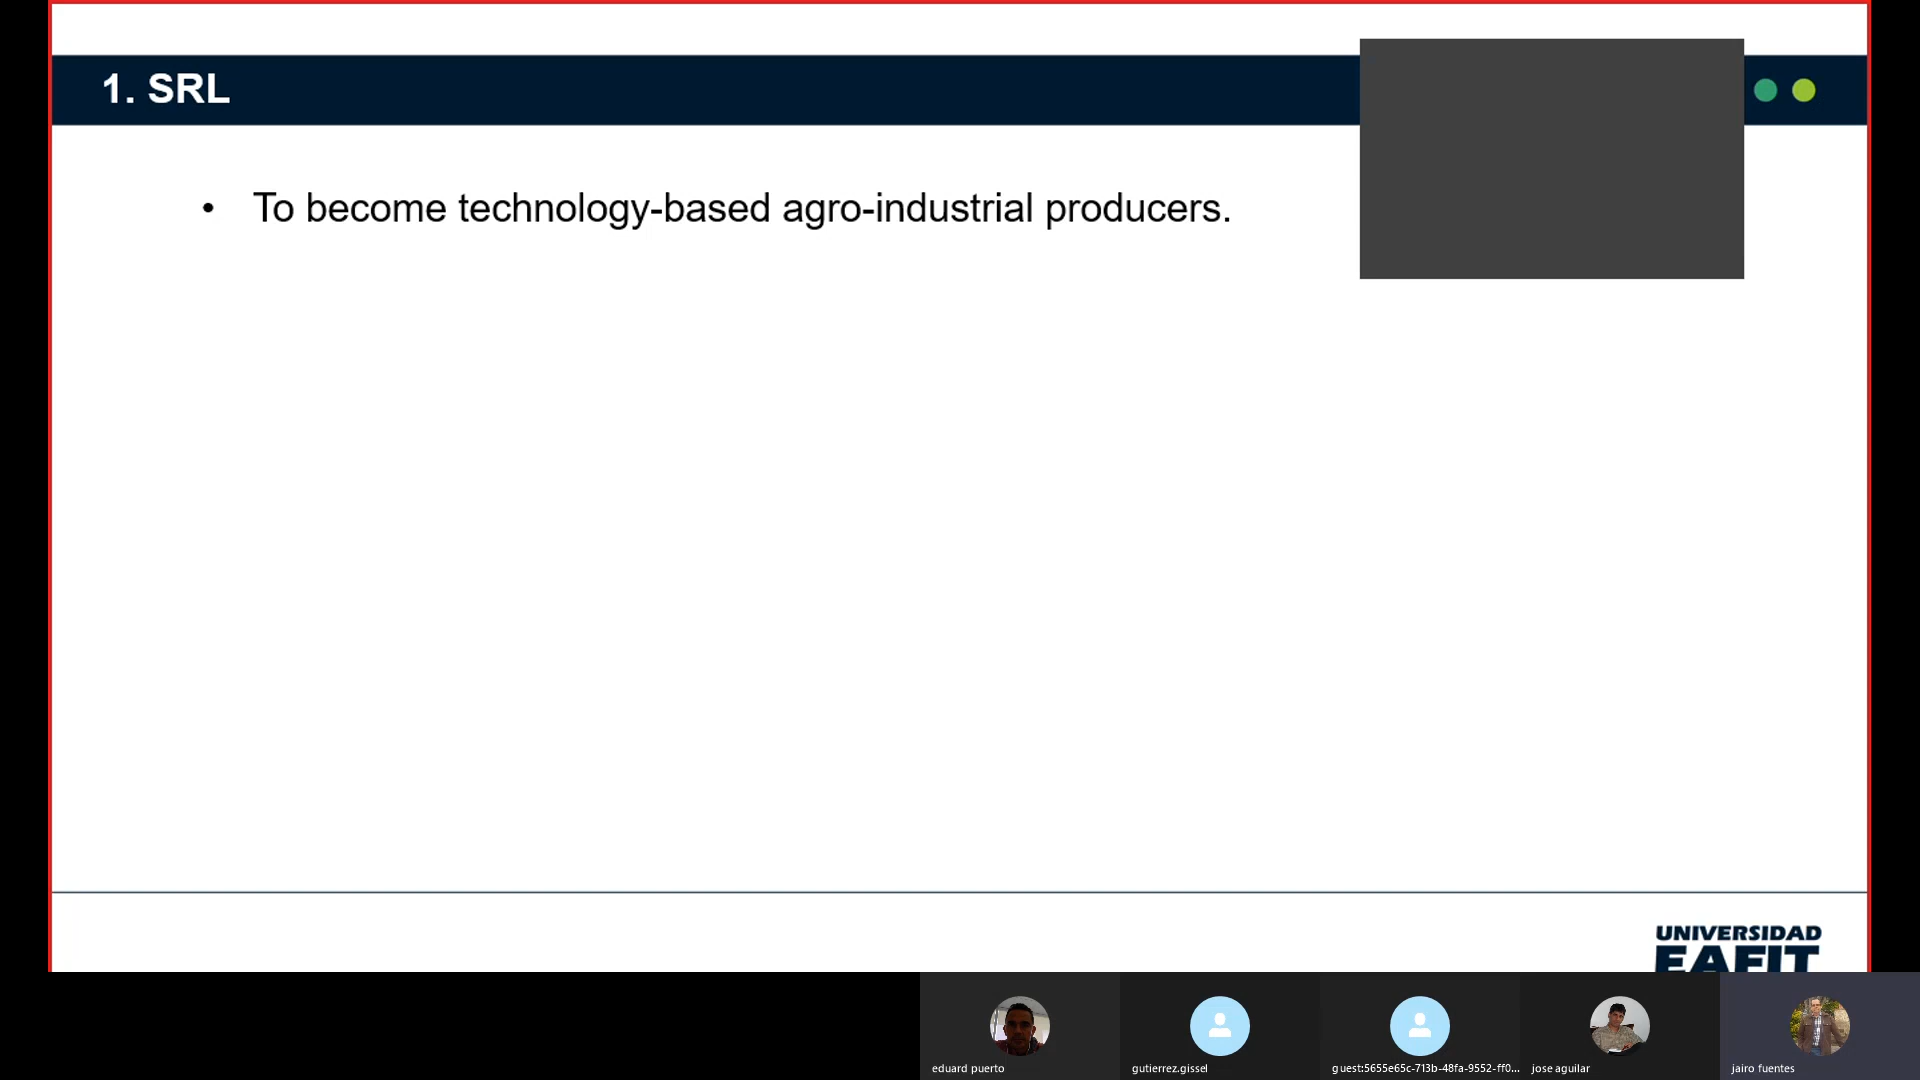 1. SRL
• To become technology-based agro-industrial producers.
UNIVERSIDAD
EAFIT
eduard puerto
gutierrez.gissel
guest:5655e65c-713b-48fa-9552-ff0...
jose aguilar
jairo fuentes